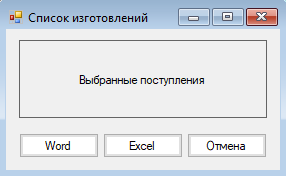 Список изготовлений
Выбранные поступления
Word
Excel
Отмена